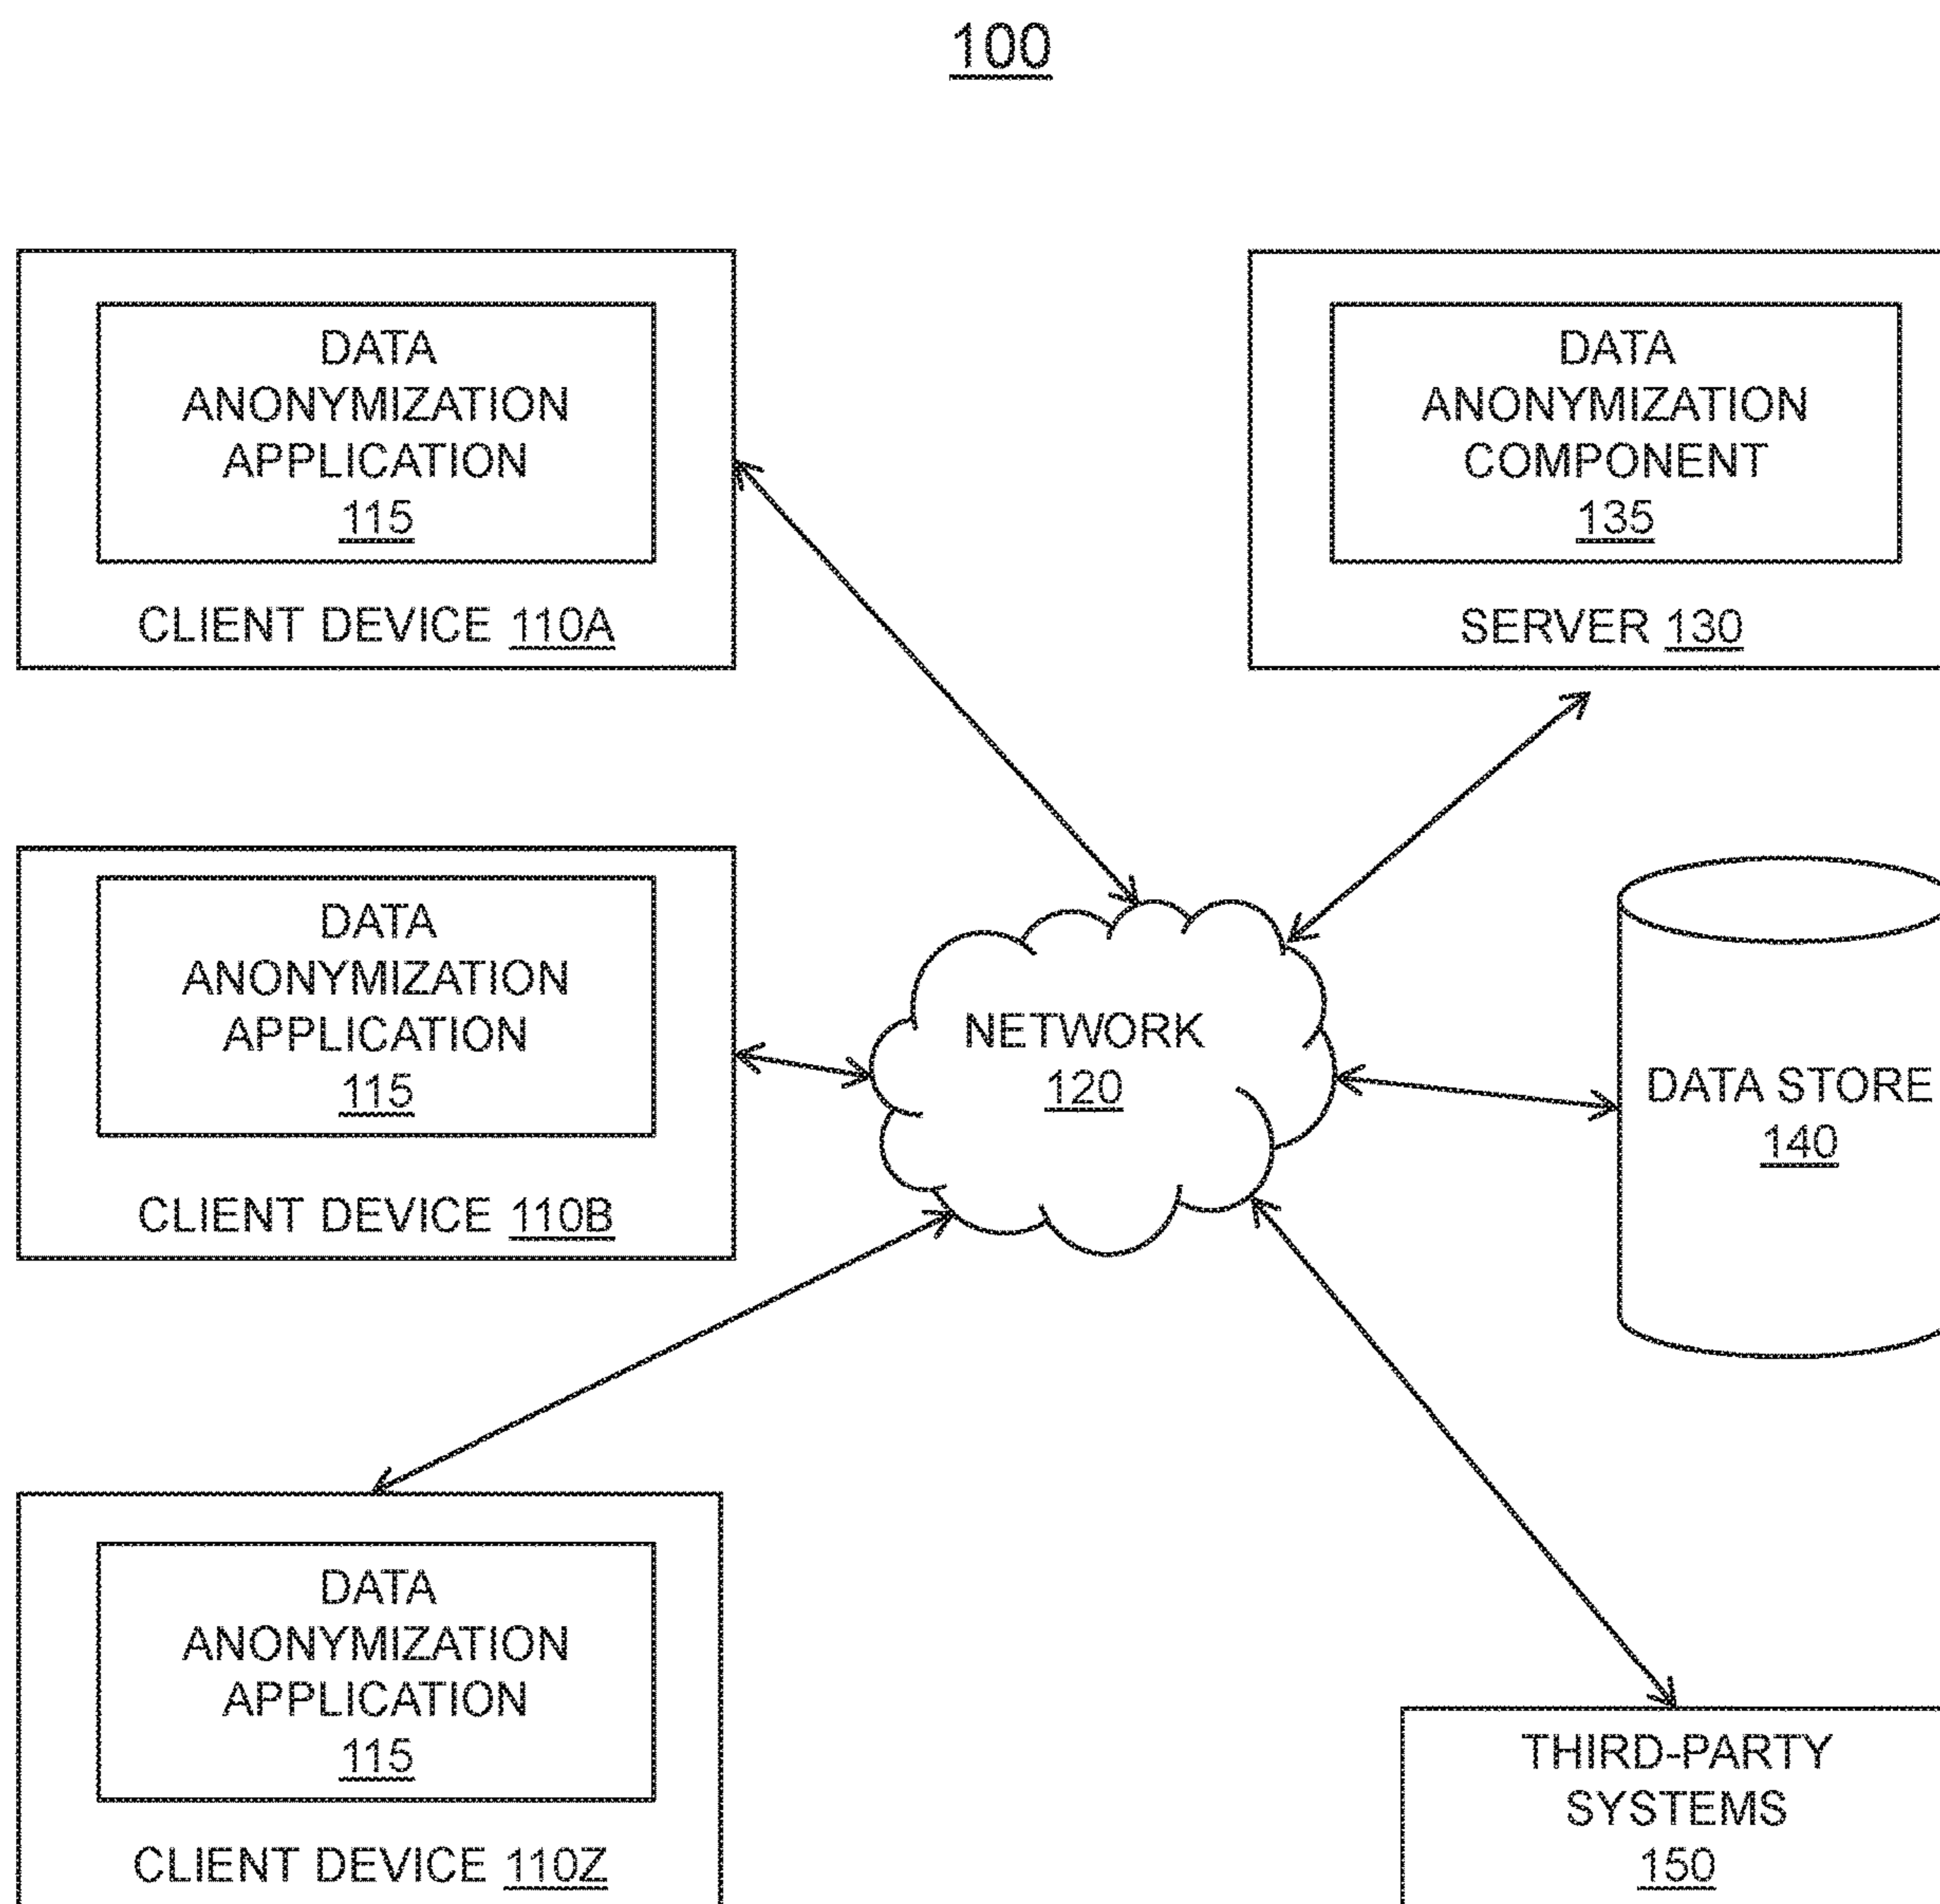 100
DATA
ANONYMIZATION
APPLICATION
115
CLIENT DEVICE 110A
DATA
ANONYMIZATION
COMPONENT
135
SERVER 130
DATA
ANONYMIZATION
APPLICATION
115
CLIENT DEVICE 110B
NETWORK
120
DATA STORE
140
DATA
ANONYMIZATION
APPLICATION
115
CLIENT DEVICE 110Z
THIRD-PARTY
SYSTEMS
150